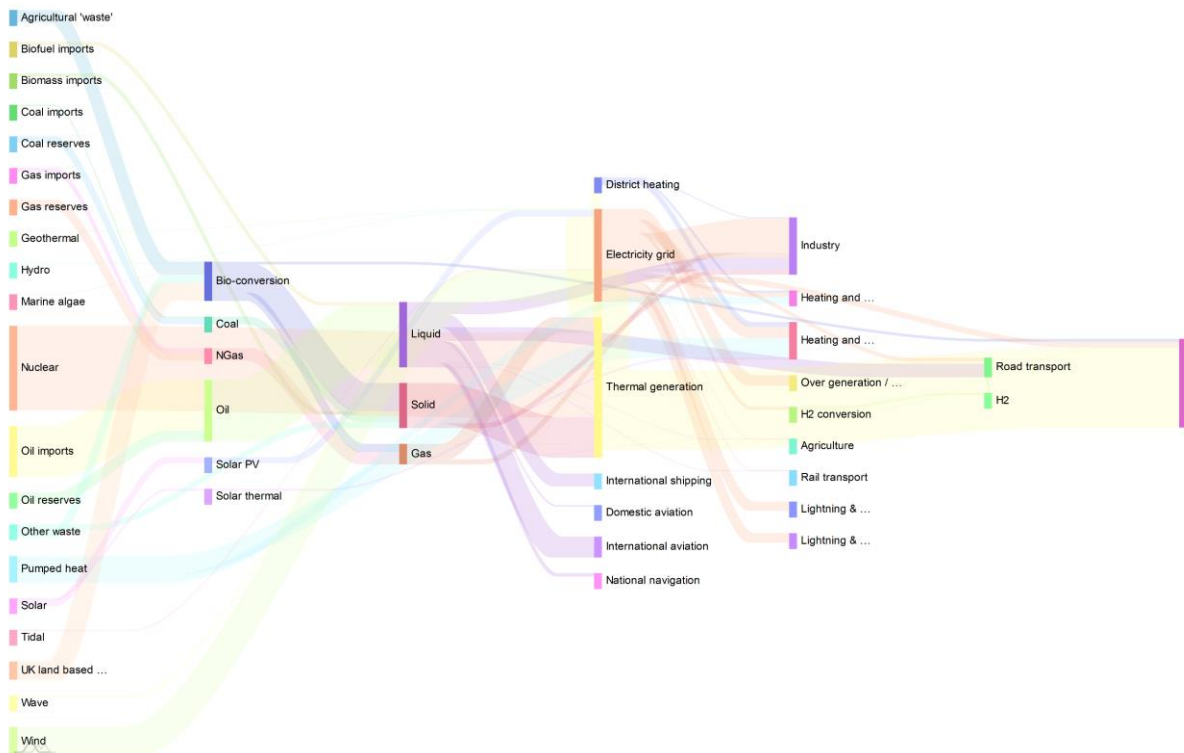 Agricultural 'waste'
Biofuel imports
Biomass imports
Coal imports
Coal reserves
Gas imports
Gas reserves
Geothermal
Hydro
Marine algae
Nuclear
Oil imports
Oil reserves
Other waste
Pumped heat
Solar
Tidal
UK land based ...
Wave
Wind
Bio-conversion
Coal
NGas
Oil
Solar PV
Solar thermal
Liquid
Solid
Gas
District heating
Electricity grid
Thermal generation
International shipping
Domestic aviation
International aviation
National navigation
Industry
Heating and ...
Heating and ...
Over generation / ...
H2 conversion
Agriculture
Rail transport
Lightning & ...
Lightning & ...
Road transport
H2